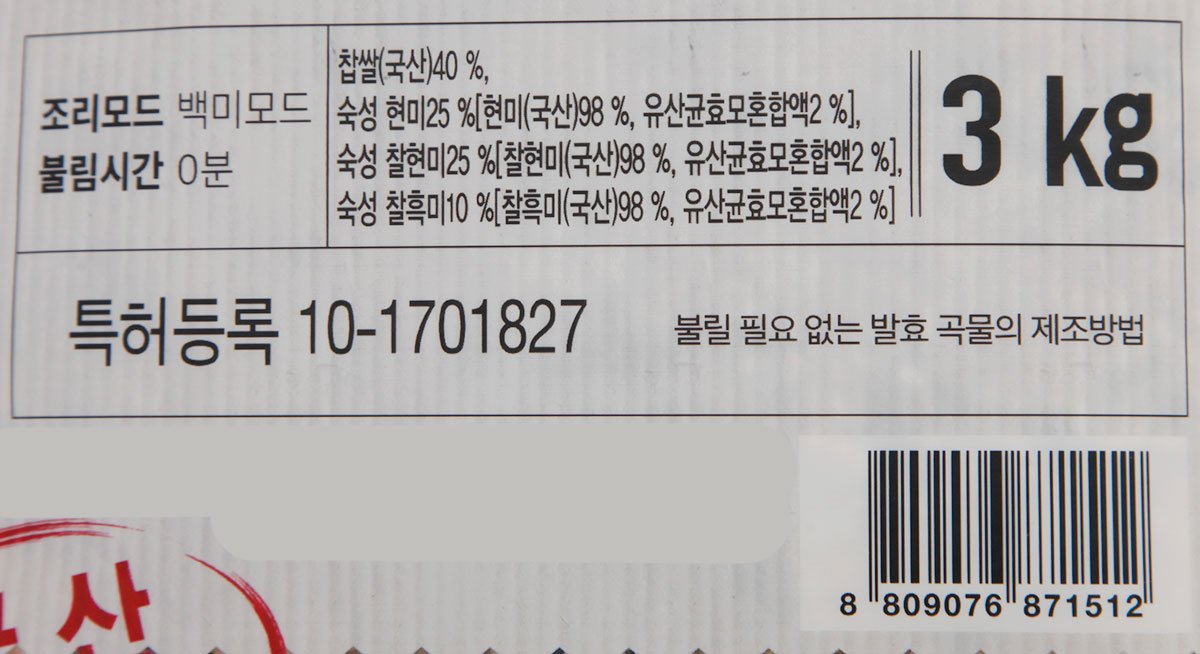 조리모드 백미모드
불림시간 0분
찹쌀(국산)40 %,
숙성 현미25 %[현미(국산)98 %, 유산균효모혼합액2 %],
숙성 찰현미25 %[찰현미(국산)98 %, 유산균효모혼합액2 %],
숙성 찰흑미10 %[찰흑미(국산)98 %, 유산균효모혼합액2 %]
3 kg
특허등록 10-1701827
불릴 필요 없는 발효 곡물의 제조방법
산
8 809076 871512